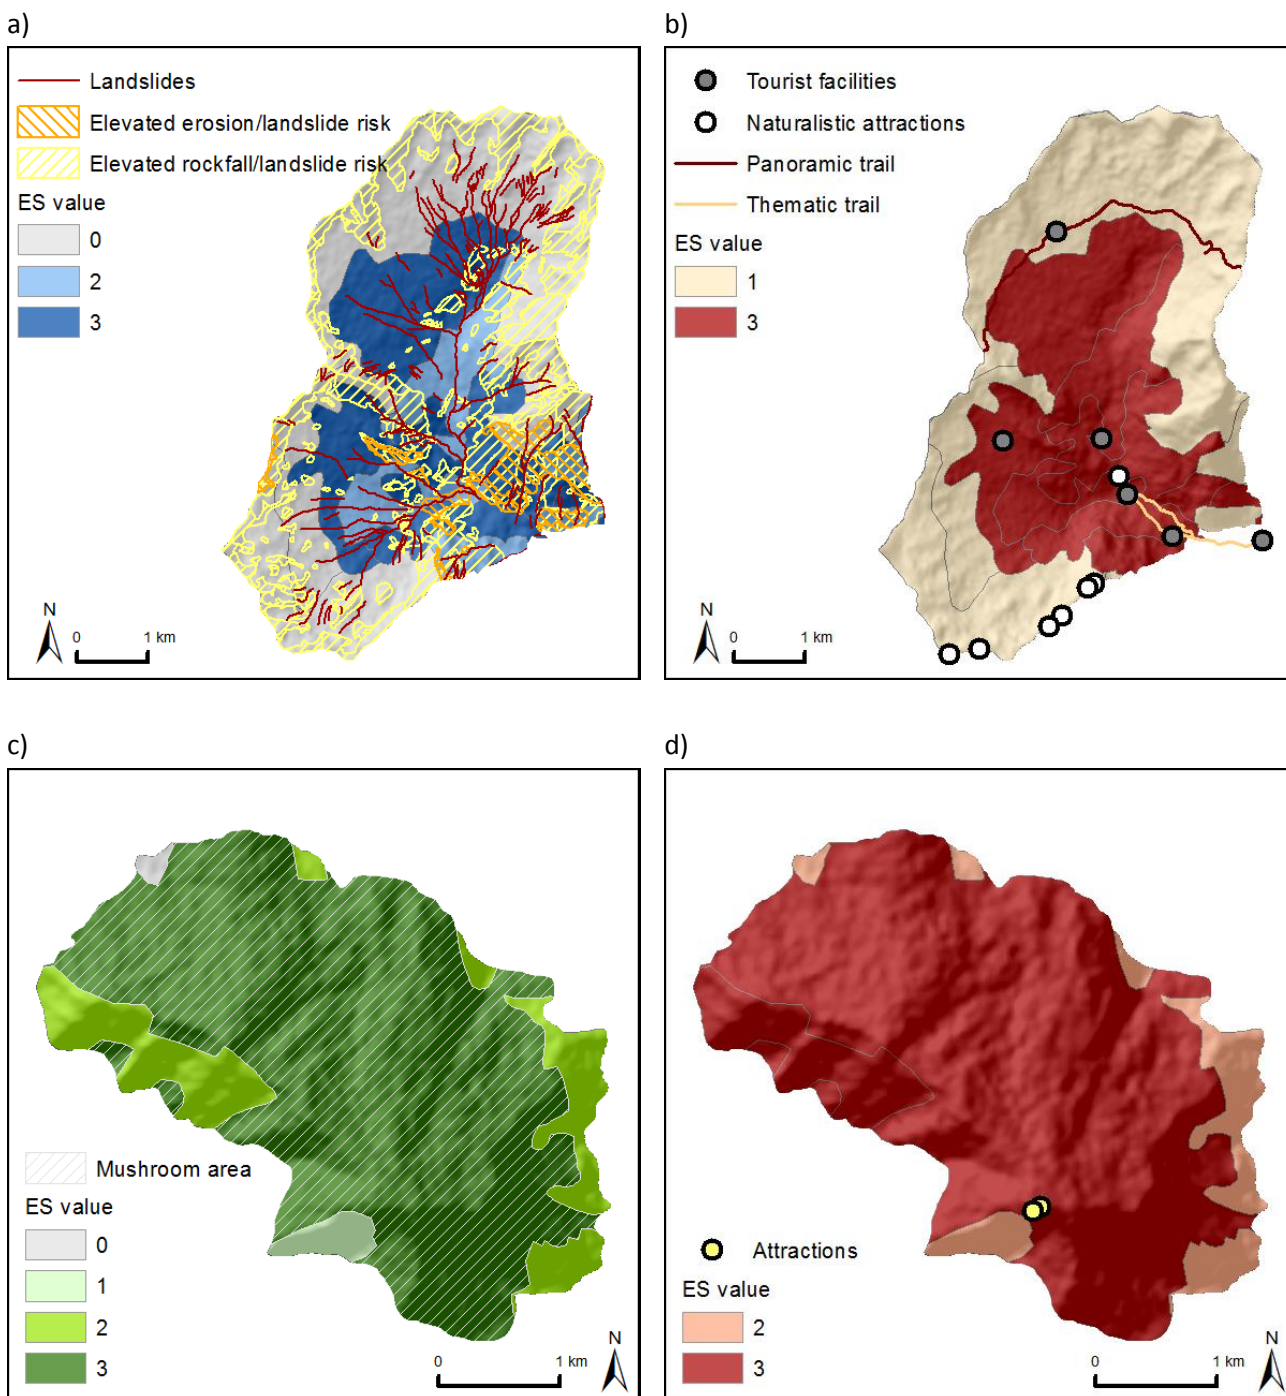 a)
Landslides
Elevated erosion/landslide risk
Elevated rockfall/landslide risk
ES value
0
2
3
N
0 1 km
b)
Tourist facilities
Naturalistic attractions
Panoramic trail
Thematic trail
ES value
1
3
N
0 1 km
c)
Mushroom area
ES value
0
1
2
3
N
0 1 km
d)
Attractions
ES value
2
3
N
0 1 km